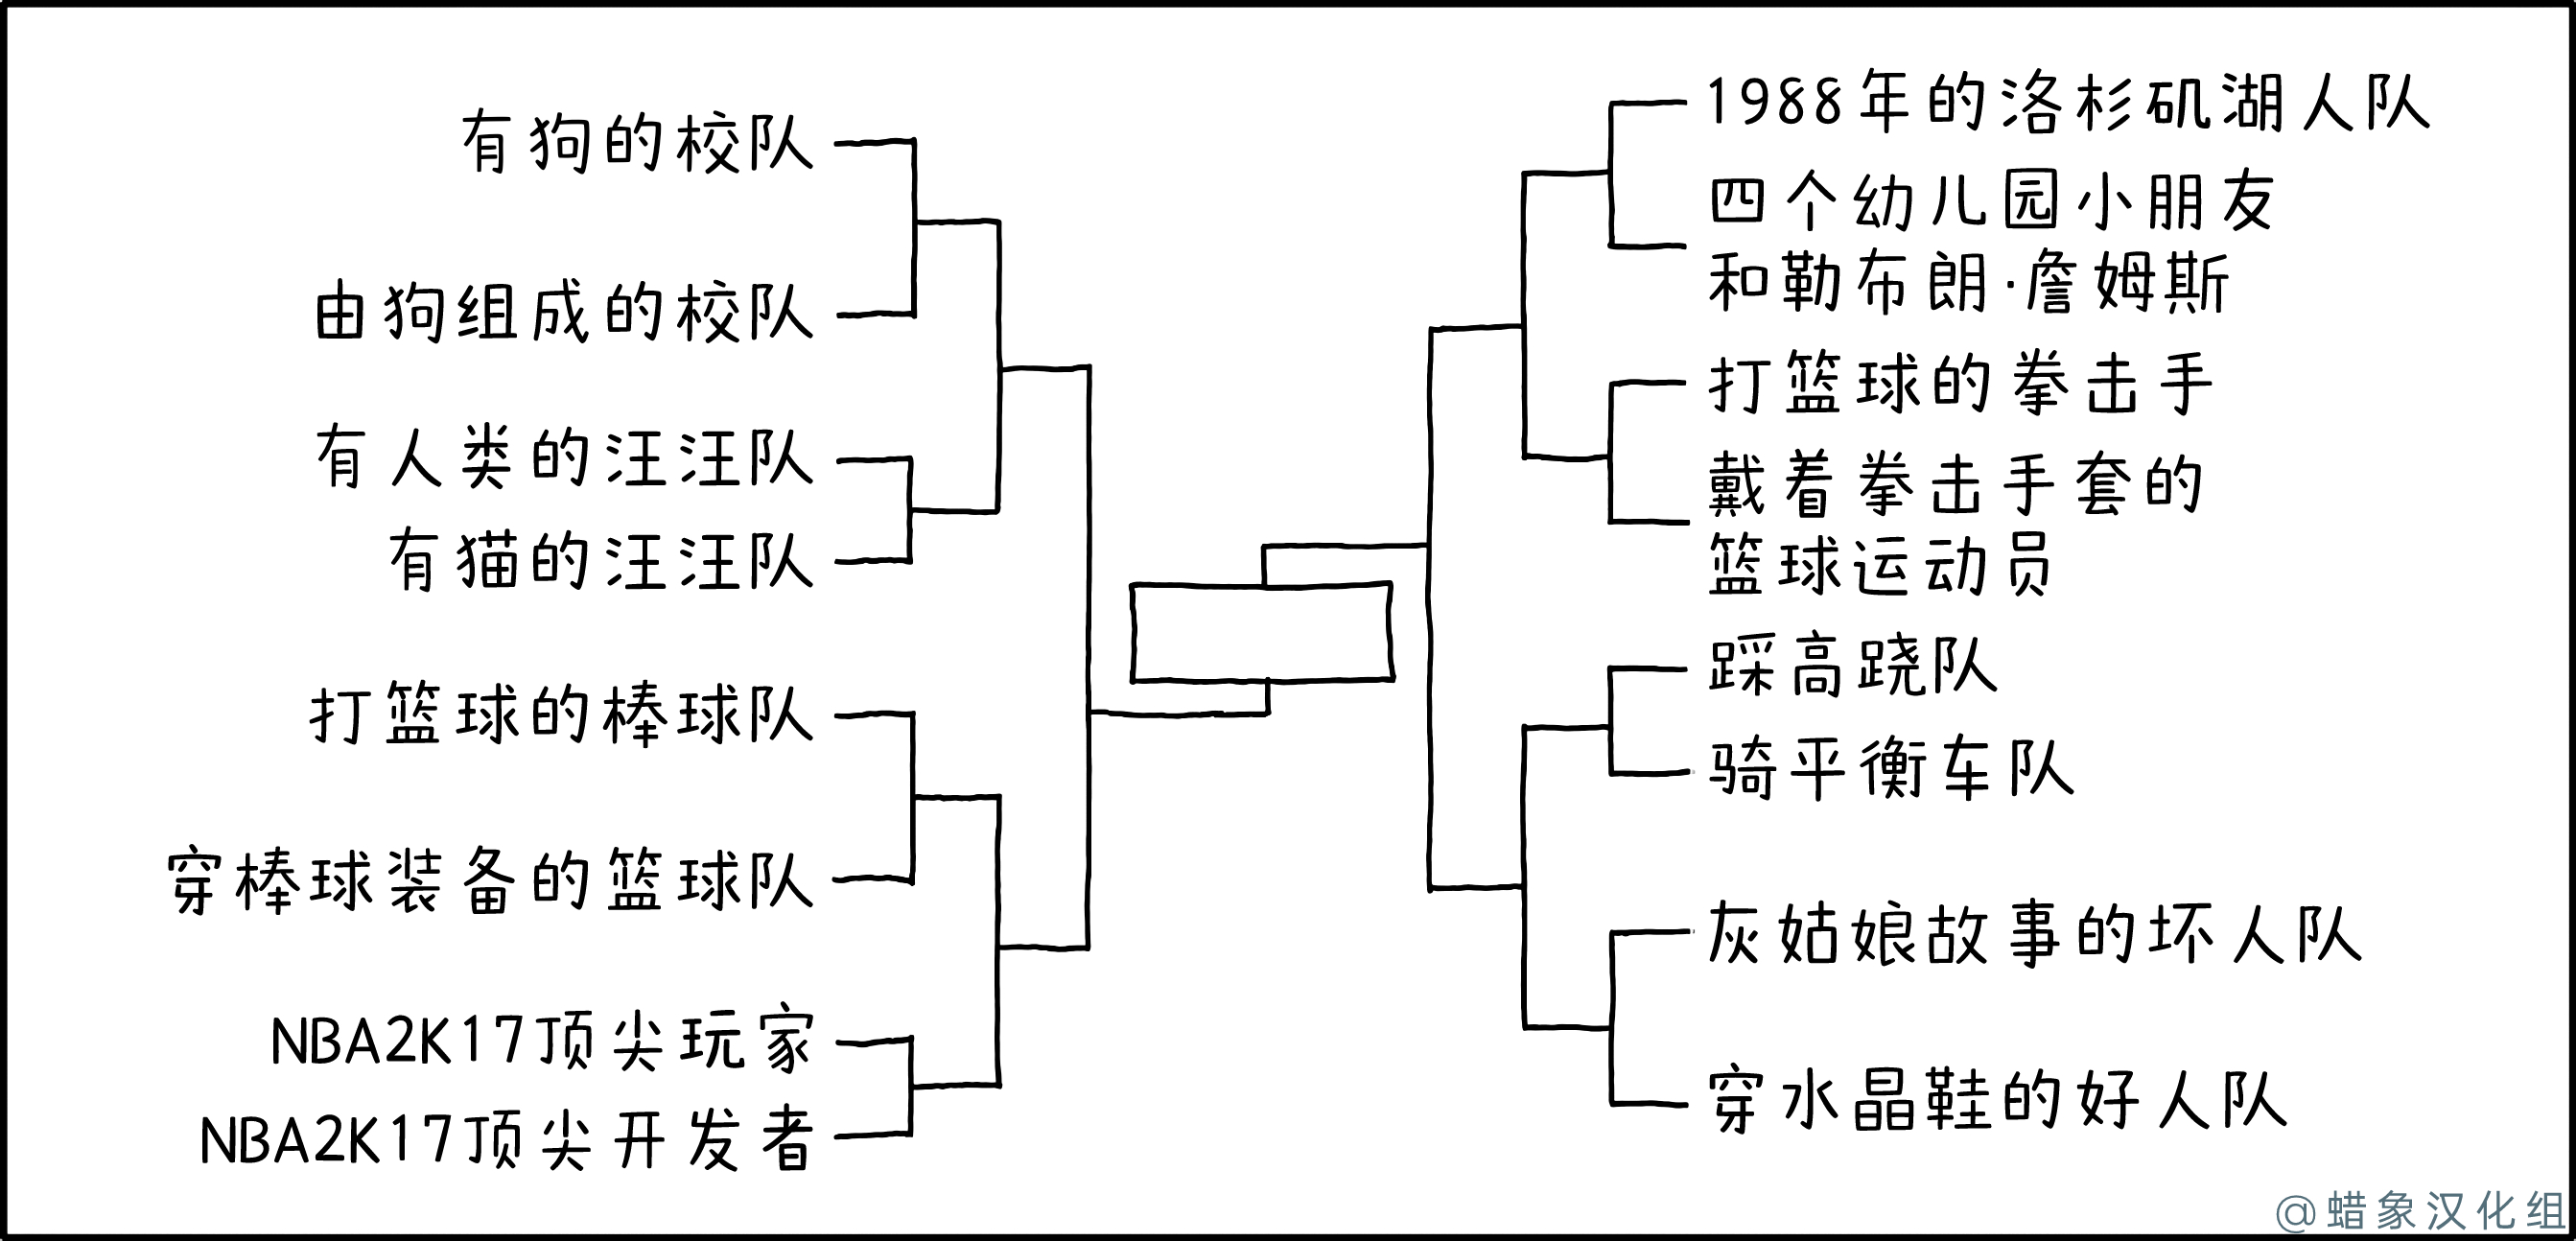 有狗的校队
由狗组成的校队
有人类的汪汪队
有猫的汪汪队
打篮球的棒球队
穿棒球装备的篮球队
NBA2K17顶尖玩家
NBA2K17顶尖开发者
1988年的洛杉矶湖人队
四个幼儿园小朋友
和勒布朗·詹姆斯
打篮球的拳击手
戴着拳击手套的
篮球运动员
踩高跷队
骑平衡车队
灰姑娘故事的坏人队
穿水晶鞋的好人队
@蜡象汉化组